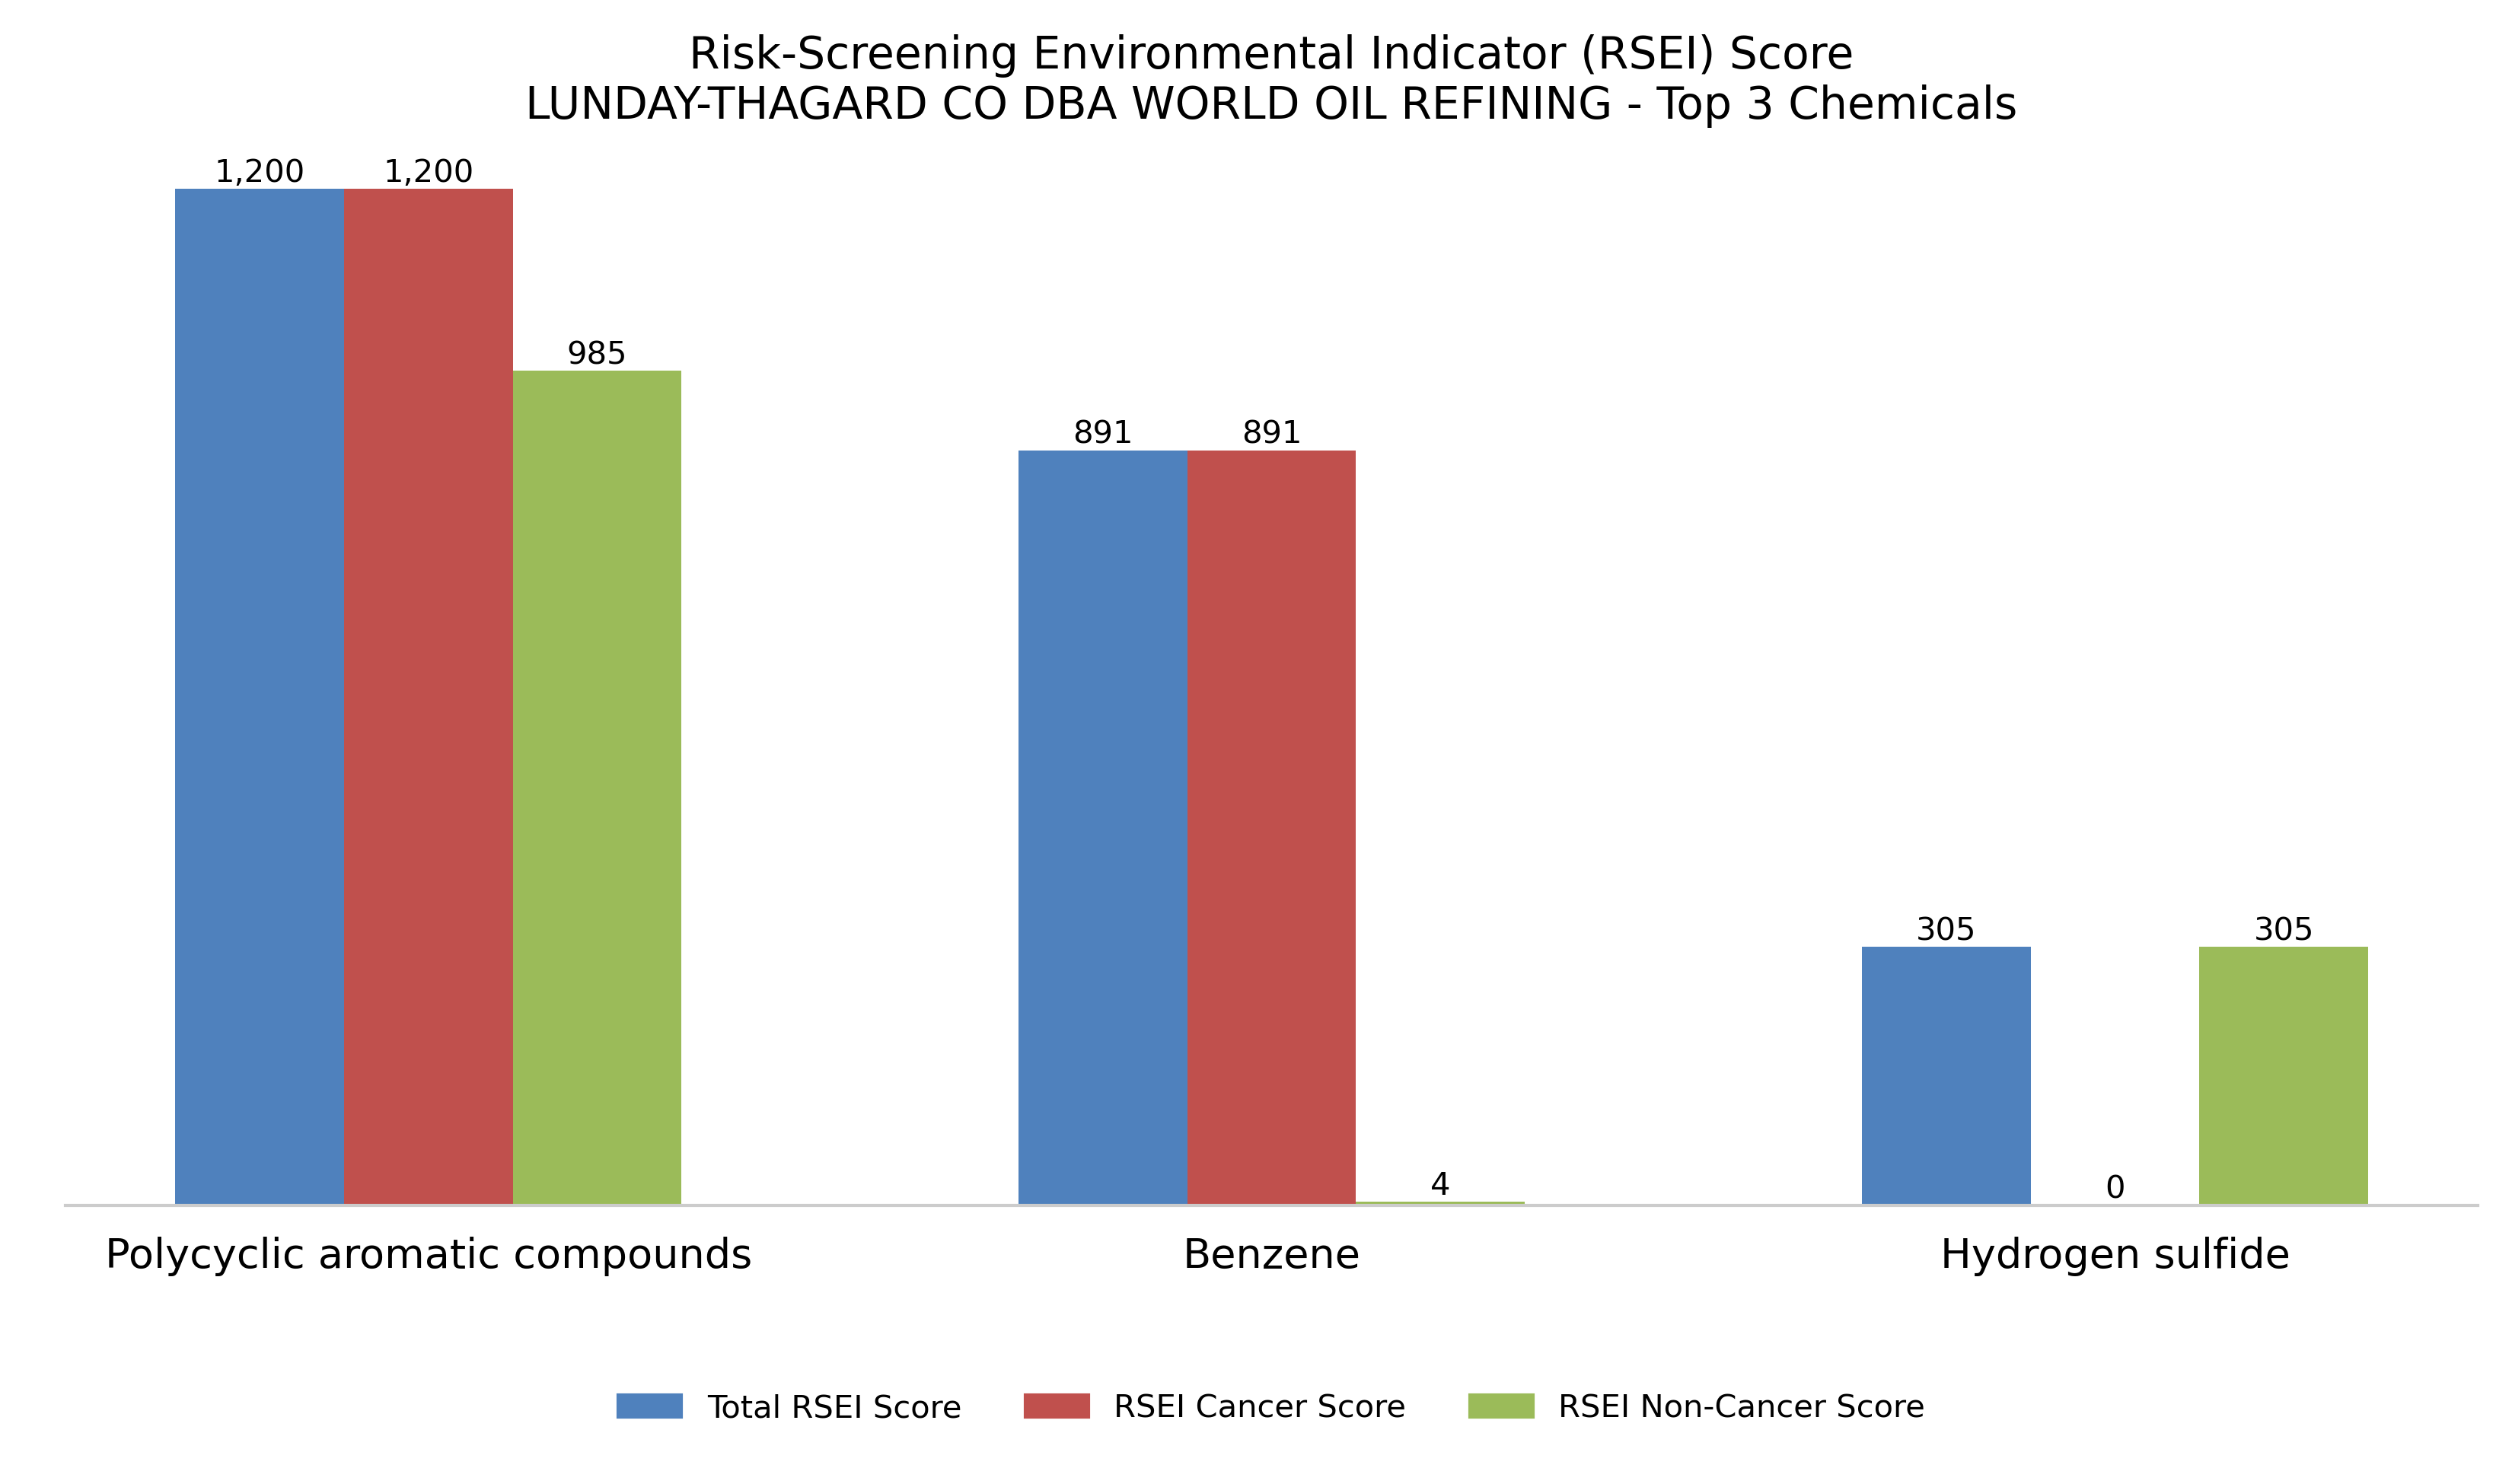 Risk-Screening Environmental Indicator (RSEI) Score
LUNDAY-THAGARD CO DBA WORLD OIL REFINING - Top 3 Chemicals
1,200 1,200
985
891 891
4
305 305
0
Polycyclic aromatic compounds Benzene Hydrogen sulfide
Total RSEI Score RSEI Cancer Score RSEI Non-Cancer Score